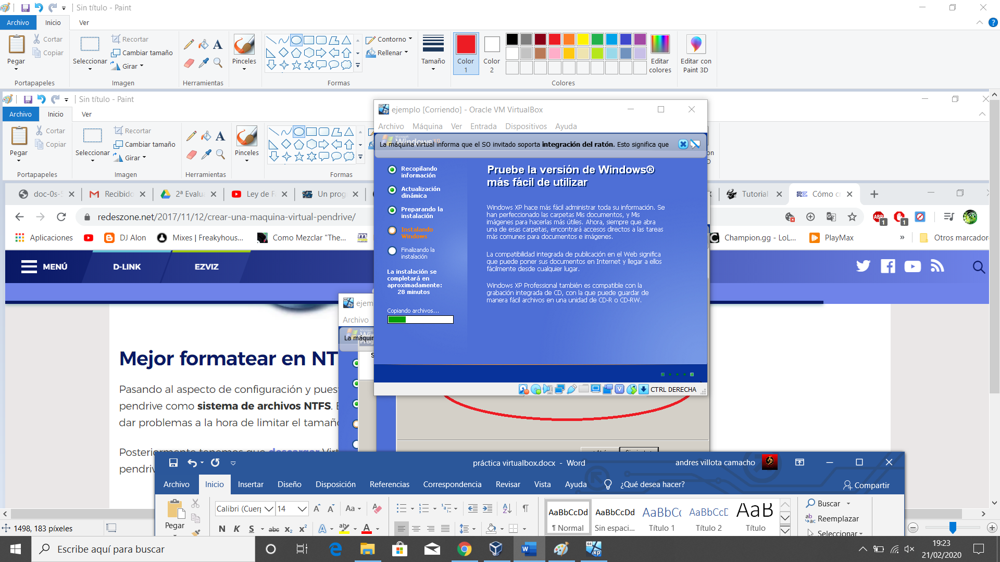 Sin título - Paint
Archivo
Inicio
Ver
Pegar
Cortar
Copiar
Portapapeles
Seleccionar
Recortar
Cambiar tamaño
Girar
Imagen
Herramientas
Pinceles
Contorno
Rellenar
Formas
Tamaño
Color 1
Color 2
Editar colores
Editar con Paint 3D
Colores
Sin título - Paint
Archivo
Inicio
Ver
Pegar
Cortar
Copiar
Portapapeles
Seleccionar
Recortar
Cambiar tamaño
Girar
Imagen
Herramientas
Pinceles
Formas
ejemplo [Corriendo] - Oracle VM VirtualBox
Archivo Máquina Ver Entrada Dispositivos Ayuda
La máquina virtual informa que el SO invitado soporta integración del ratón. Esto significa que
Recopilando
información
Actualización
dinámica
Preparando la
instalación
Instalando
Windows
Finalizando la
instalación
La instalación se
completará en
aproximadamente:
28 minutos
Copiando archivos...
Pruebe la versión de Windows®
más fácil de utilizar
Windows XP hace más fácil administrar toda su información. Se
han perfeccionado las carpetas Mis documentos, y Mis
imágenes para hacerlas más útiles. Ahora, siempre que abra
una de esas carpetas, encontrará accesos directos a las tareas
más comunes para documentos e imágenes.
La compatibilidad integrada de publicación en el Web significa
que puede poner sus documentos en Internet y llegar a ellos
fácilmente desde cualquier lugar.
Windows XP Professional también es compatible con la
grabación integrada de CD, con la que puede guardar de
manera fácil archivos en una unidad de CD-R o CD-RW.
CTRL DERECHA
doc-0s-5
Recibido
2ª Evalua
Ley de F
Un prog
Tutorial
Cómo cr
redeszone.net/2017/11/12/crear-una-maquina-virtual-pendrive/
Aplicaciones
DJ Alon
Mixes | Freakyhous...
Como Mezclar "The...
Champion.gg - LoL...
PlayMax
»
Otros marcador
MENÚ
D-LINK
EZVIZ
ejem
Archivo
La máquin
Mejor formatear en NT
Pasando al aspecto de configuración y pues
pendrive como sistema de archivos NTFS. E
dar problemas a la hora de limitar el tamaño
Posteriormente tenemos que descargar Virt
pendriv
práctica virtualbox.docx - Word
andres villota camacho
Archivo Inicio Insertar Diseño Disposición Referencias Correspondencia Revisar Vista Ayuda ¿Qué desea hacer?
Compartir
Pegar
Calibri (Cuerp
14
Aa
N K S abc x₂ x²
AaBbCcDd
¶ Normal
AaBbCcDd
Sin espaci...
AaBbCc
Título 1
AaBbCcD
Título 2
AaB
Título
Buscar
Reemplazar
Seleccionar
1498, 183 píxeles
Escribe aquí para buscar
19:23
21/02/2020